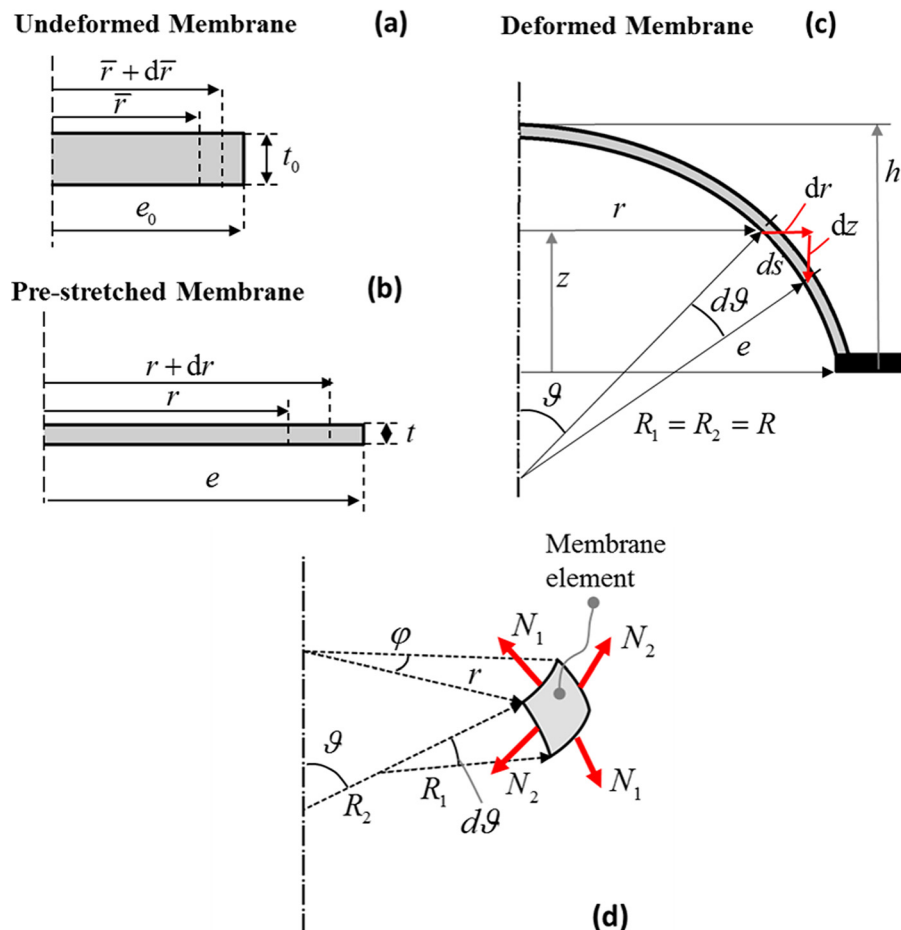 Undeformed Membrane
(a)
r̅ + dr̅
r̅
t₀
e₀
Pre-stretched Membrane
(b)
r + dr
r
t
e
Deformed Membrane
(c)
h
dr
r
dz
ds
z
dϑ
e
ϑ
R₁ = R₂ = R
Membrane
element
N₁
N₂
φ
r
ϑ
R₂
R₁
dϑ
N₂
N₁
(d)